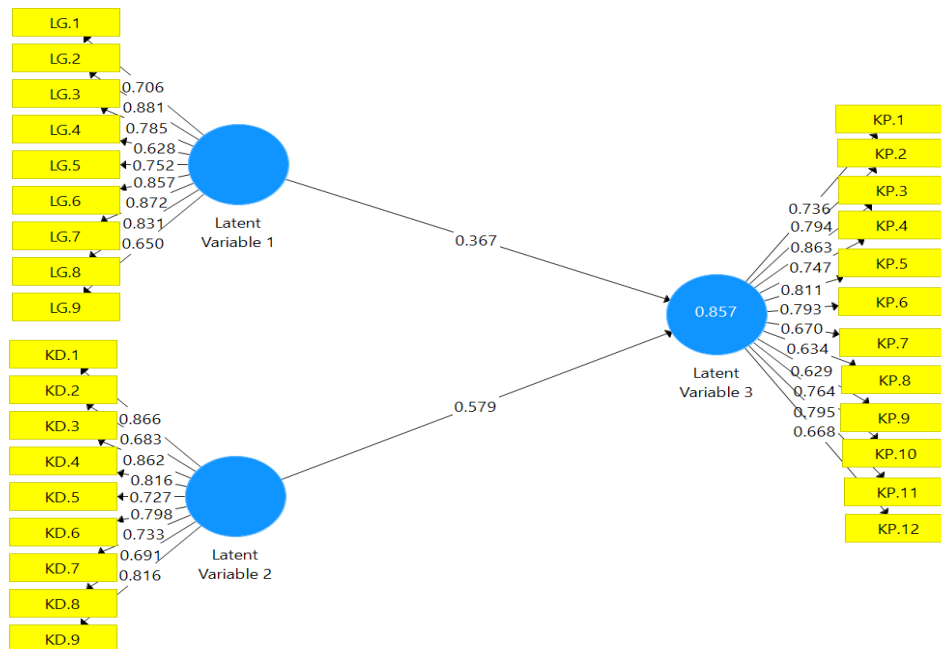 LG.1
LG.2
LG.3
LG.4
LG.5
LG.6
LG.7
LG.8
LG.9
0.706
0.881
0.785
0.628
0.752
0.857
0.872
0.831
0.650
Latent
Variable 1
0.367
KD.1
KD.2
KD.3
KD.4
KD.5
KD.6
KD.7
KD.8
KD.9
0.866
0.683
0.862
0.816
0.727
0.798
0.733
0.691
0.816
Latent
Variable 2
0.579
0.857
Latent
Variable 3
0.736
0.794
0.863
0.747
0.811
0.793
0.670
0.634
0.629
0.764
0.795
0.668
KP.1
KP.2
KP.3
KP.4
KP.5
KP.6
KP.7
KP.8
KP.9
KP.10
KP.11
KP.12